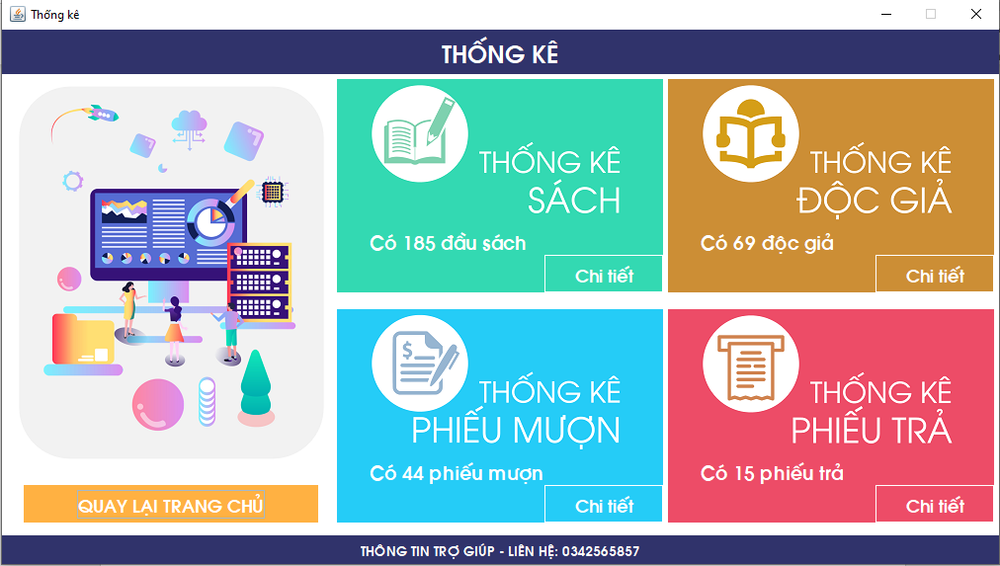 Thống kê
THỐNG KÊ
THỐNG KÊ
SÁCH
Có 185 đầu sách
Chi tiết
THỐNG KÊ
ĐỘC GIẢ
Có 69 độc giả
Chi tiết
$
THỐNG KÊ
PHIẾU MƯỢN
Có 44 phiếu mượn
Chi tiết
THỐNG KÊ
PHIẾU TRẢ
Có 15 phiếu trả
Chi tiết
QUAY LẠI TRANG CHỦ
THÔNG TIN TRỢ GIÚP - LIÊN HỆ: 0342565857